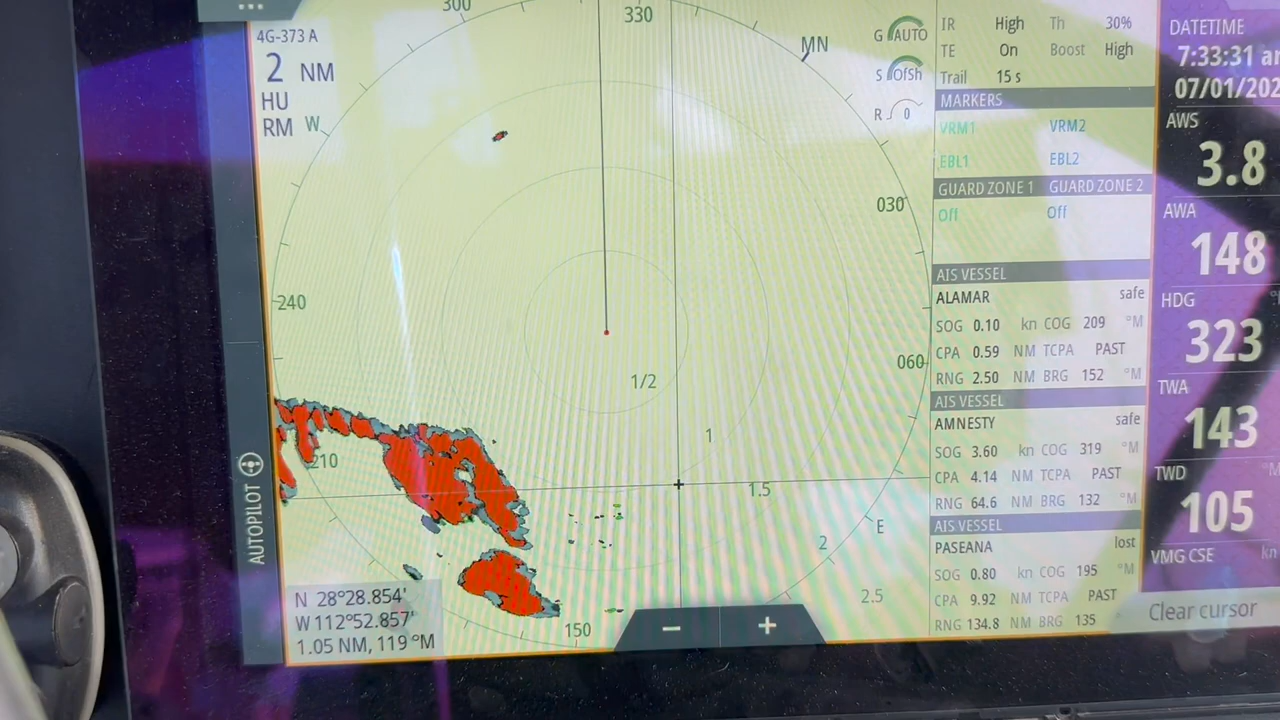 ...
300
330
4G-373 A
2 NM
HU
RM
W
MN
G AUTO
S OfSh
R 0
030
240
060
1/2
210
1
1.5
E
2
2.5
150
AUTOPILOT
N 28°28.854'
W 112°52.857'
1.05 NM, 119 °M
−
+
IR High Th 30%
TE On Boost High
Trail 15 s
MARKERS
VRM1 VRM2
EBL1 EBL2
GUARD ZONE 1 GUARD ZONE 2
Off Off
AIS VESSEL
ALAMAR safe
SOG 0.10 kn COG 209 °M
CPA 0.59 NM TCPA PAST
RNG 2.50 NM BRG 152 °M
AIS VESSEL
AMNESTY safe
SOG 3.60 kn COG 319 °M
CPA 4.14 NM TCPA PAST
RNG 64.6 NM BRG 132 °M
AIS VESSEL
PASEANA lost
SOG 0.80 kn COG 195 °M
CPA 9.92 NM TCPA PAST
RNG 134.8 NM BRG 135
DATETIME
7:33:31 a
07/01/202
AWS
3.8
AWA
148
HDG
323
TWA
143
TWD °M
105
VMG CSE kn
Clear cursor